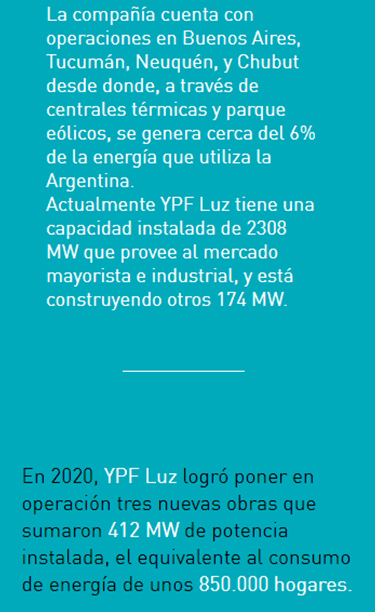 La compañía cuenta con
operaciones en Buenos Aires,
Tucumán, Neuquén, y Chubut
desde donde, a través de
centrales térmicas y parque
eólicos, se genera cerca del 6%
de la energía que utiliza la
Argentina.
Actualmente YPF Luz tiene una
capacidad instalada de 2308
MW que provee al mercado
mayorista e industrial, y está
construyendo otros 174 MW.
En 2020, YPF Luz logró poner en
operación tres nuevas obras que
sumaron 412 MW de potencia
instalada, el equivalente al consumo
de energía de unos 850.000 hogares.